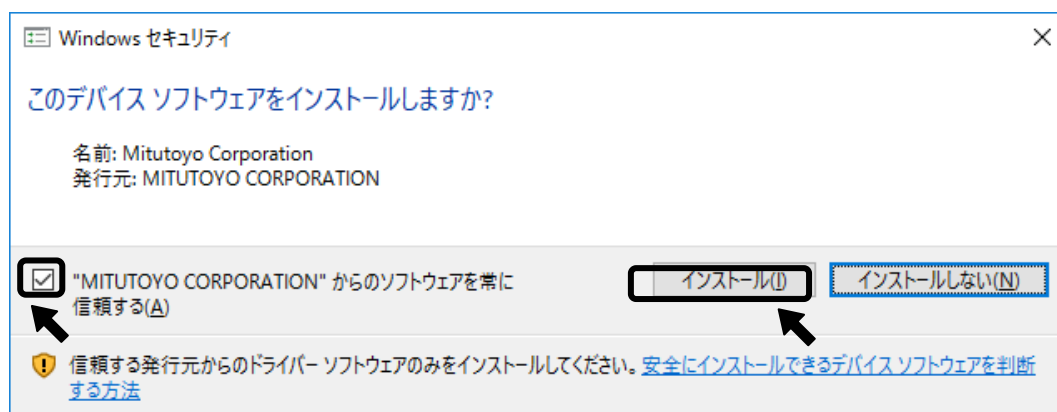 Windows セキュリティ
このデバイス ソフトウェアをインストールしますか?
名前: Mitutoyo Corporation
発行元: MITUTOYO CORPORATION
"MITUTOYO CORPORATION" からのソフトウェアを常に
信頼する(A)
インストール(I)
インストールしない(N)
信頼する発行元からのドライバー ソフトウェアのみをインストールしてください。安全にインストールできるデバイス ソフトウェアを判断
する方法